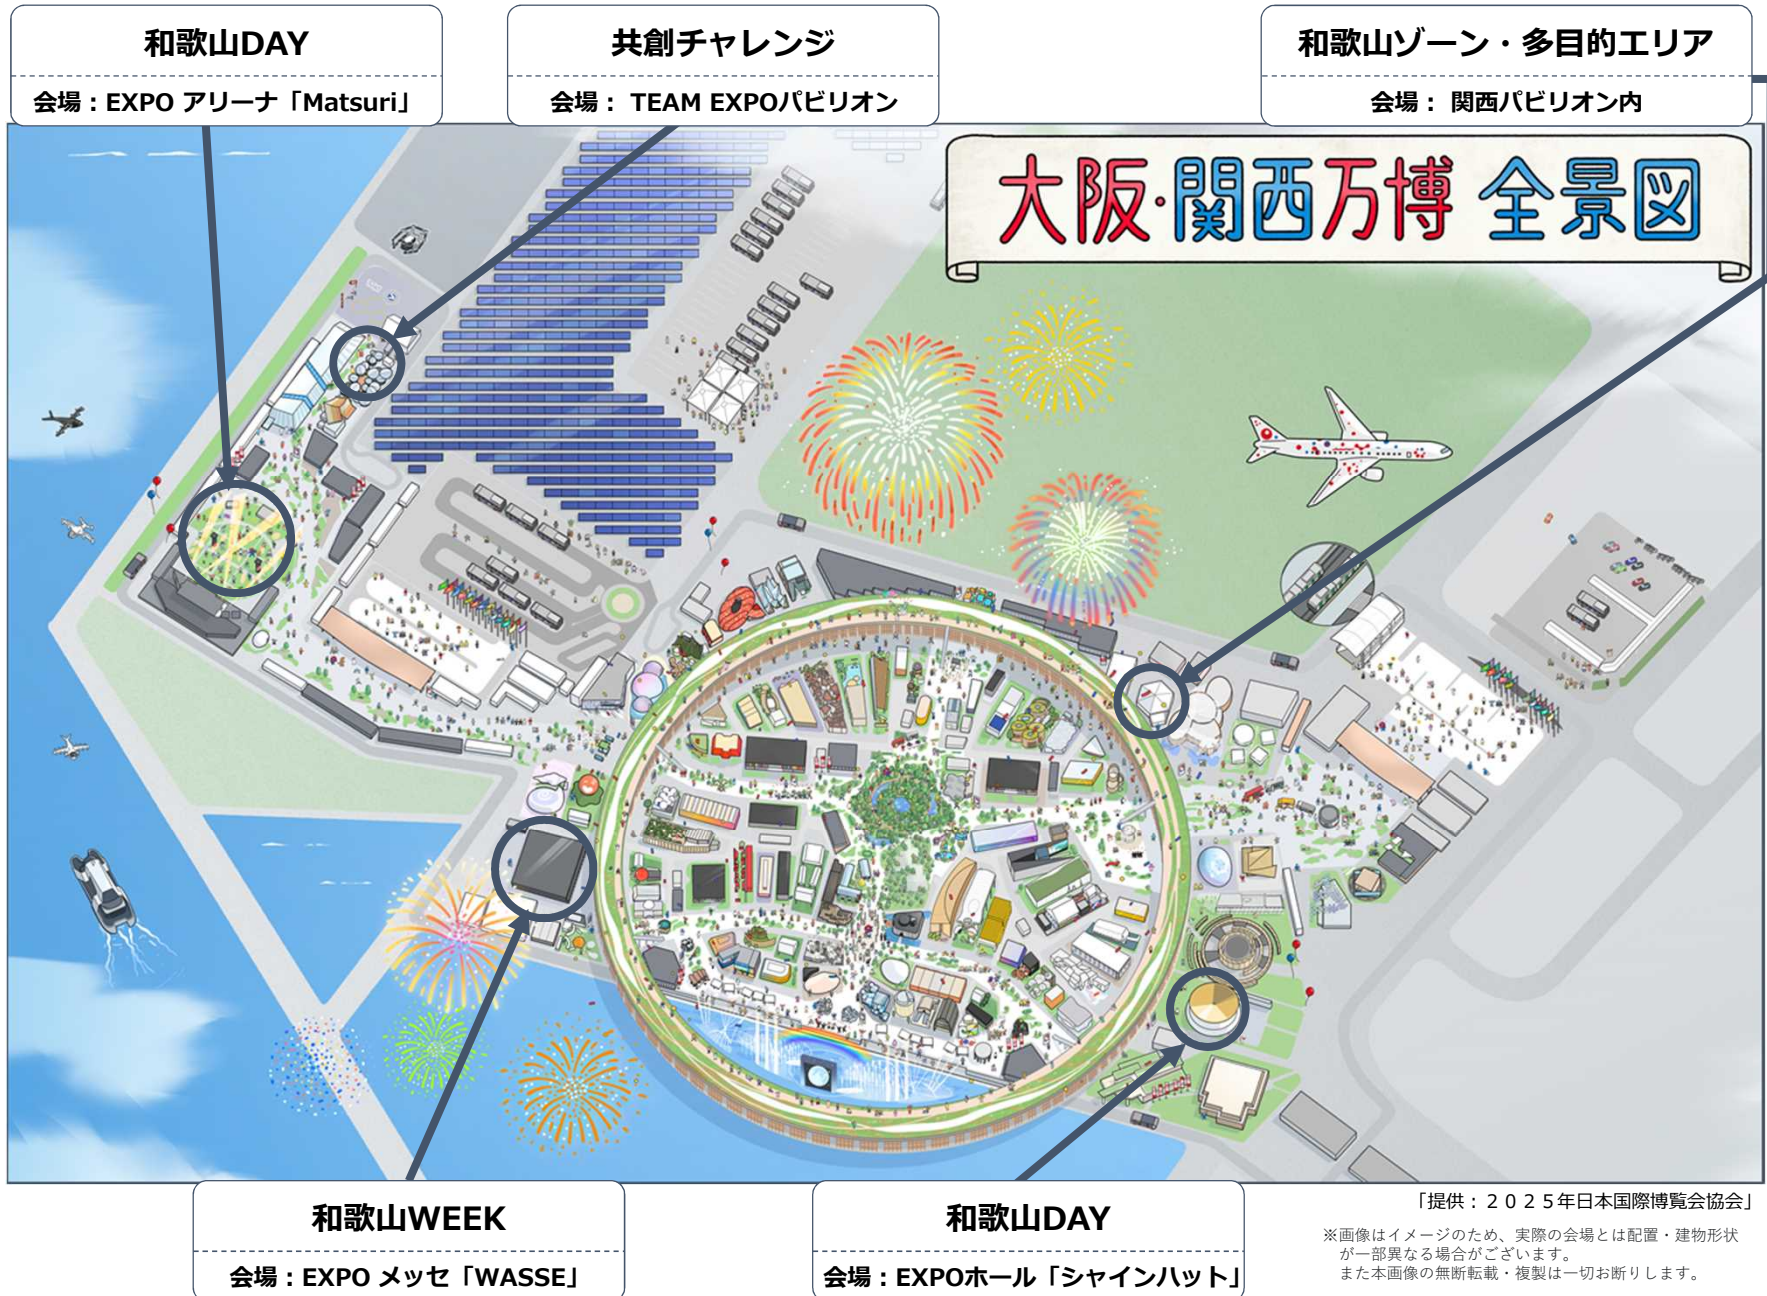 和歌山DAY
会場：EXPO アリーナ「Matsuri」
共創チャレンジ
会場： TEAM EXPOパビリオン
和歌山ゾーン・多目的エリア
会場： 関西パビリオン内
大阪・関西万博 全景図
和歌山WEEK
会場：EXPO メッセ「WASSE」
和歌山DAY
会場：EXPOホール「シャインハット」
「提供：２０２５年日本国際博覧会協会」
※画像はイメージのため、実際の会場とは配置・建物形状
が一部異なる場合がございます。
また本画像の無断転載・複製は一切お断りします。